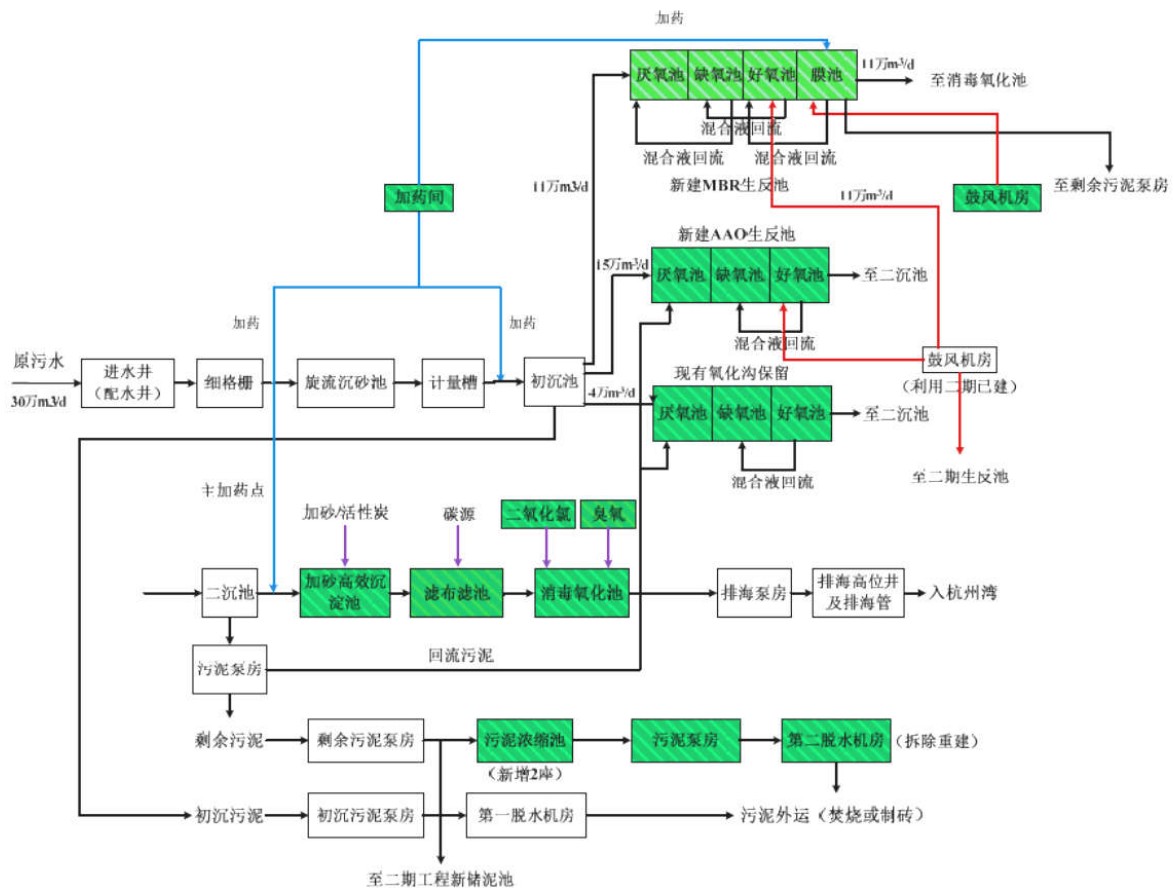 加药
厌氧池 缺氧池 好氧池 膜池
11万m³/d
至消毒氧化池
混合液回流
混合液回流 混合液回流
新建MBR生反池
11万m3/d
加药间
11万m³/d
鼓风机房
至剩余污泥泵房
新建AAO生反池
15万m³/d
厌氧池 缺氧池 好氧池
至二沉池
混合液回流
加药
加药
原污水
30万m3/d
进水井
（配水井）
细格栅
旋流沉砂池
计量槽
初沉池
鼓风机房
（利用二期已建）
现有氧化沟保留
4万m³/d
厌氧池 缺氧池 好氧池
至二沉池
混合液回流
至二期生反池
主加药点
加砂/活性炭
碳源
二氧化氯
臭氧
二沉池
加砂高效沉
淀池
滤布滤池
消毒氧化池
排海泵房
排海高位井
及排海管
入杭州湾
污泥泵房
回流污泥
剩余污泥
剩余污泥泵房
污泥浓缩池
（新增2座）
污泥泵房
第二脱水机房
（拆除重建）
初沉污泥
初沉污泥泵房
第一脱水机房
污泥外运（焚烧或制砖）
至二期工程新储泥池